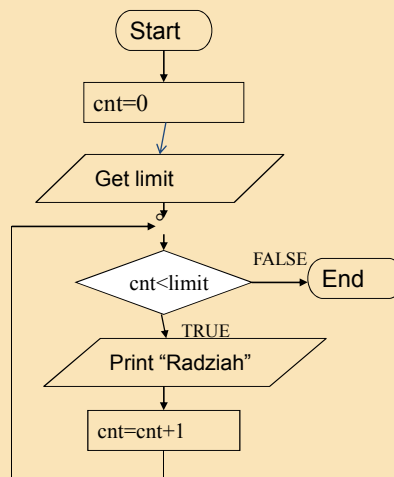 Start
cnt=0
Get limit
cnt<limit
FALSE
End
TRUE
Print “Radziah”
cnt=cnt+1